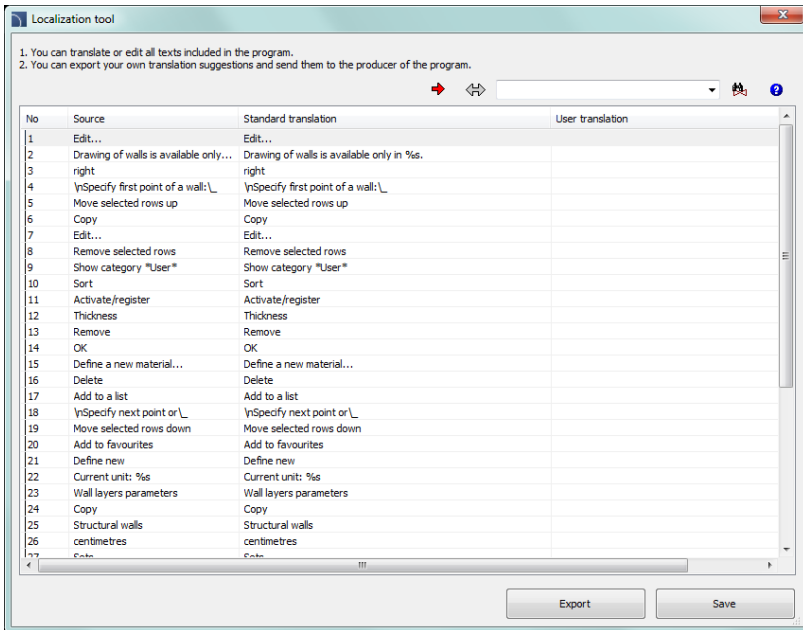 Localization tool
1. You can translate or edit all texts included in the program.
2. You can export your own translation suggestions and send them to the producer of the program.
No Source Standard translation User translation
1 Edit... Edit...
2 Drawing of walls is available only... Drawing of walls is available only in %s.
3 right right
4 \nSpecify first point of a wall:\_ \nSpecify first point of a wall:\_
5 Move selected rows up Move selected rows up
6 Copy Copy
7 Edit... Edit...
8 Remove selected rows Remove selected rows
9 Show category "User" Show category "User"
10 Sort Sort
11 Activate/register Activate/register
12 Thickness Thickness
13 Remove Remove
14 OK OK
15 Define a new material... Define a new material...
16 Delete Delete
17 Add to a list Add to a list
18 \nSpecify next point or\_ \nSpecify next point or\_
19 Move selected rows down Move selected rows down
20 Add to favourites Add to favourites
21 Define new Define new
22 Current unit: %s Current unit: %s
23 Wall layers parameters Wall layers parameters
24 Copy Copy
25 Structural walls Structural walls
26 centimetres centimetres
27
Export Save